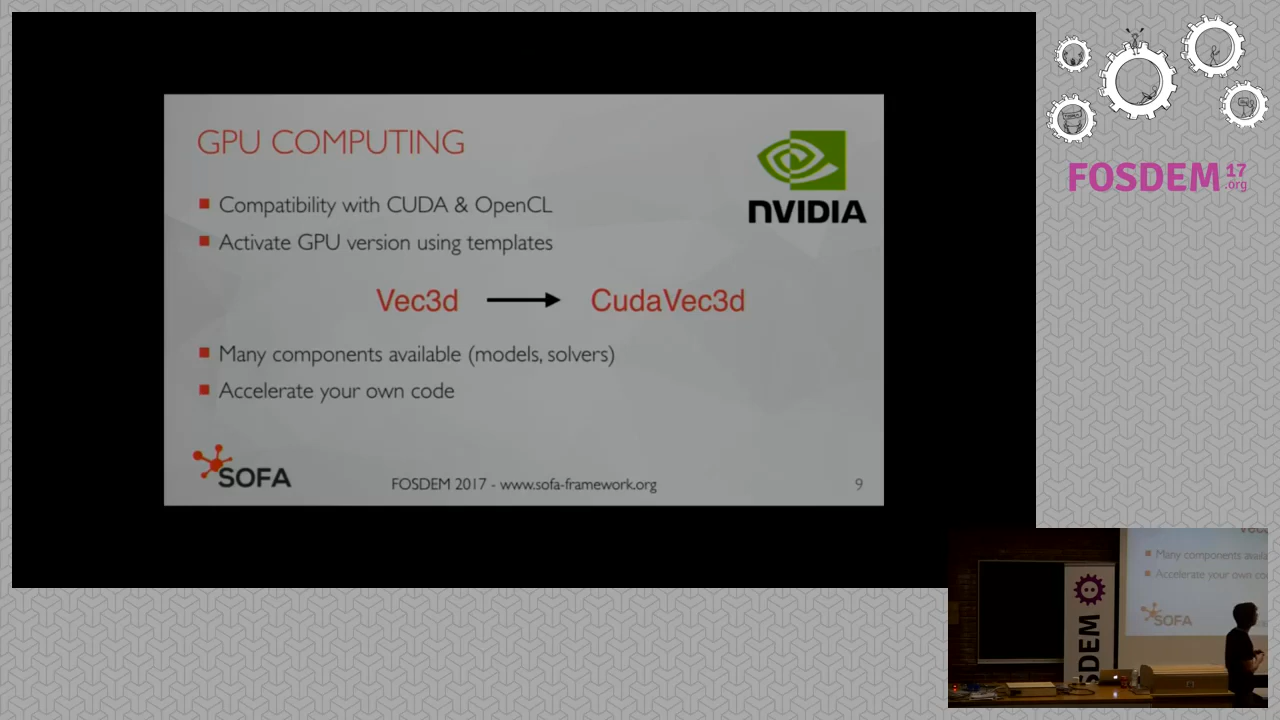 GPU COMPUTING
NVIDIA
Compatibility with CUDA & OpenCL
Activate GPU version using templates
Vec3d
CudaVec3d
Many components available (models, solvers)
Accelerate your own code
SOFA
FOSDEM 2017 - www.sofa-framework.org
9
FOSDEM 17
.org
Many components availa
Accelerate your own co
SOFA
SDEM